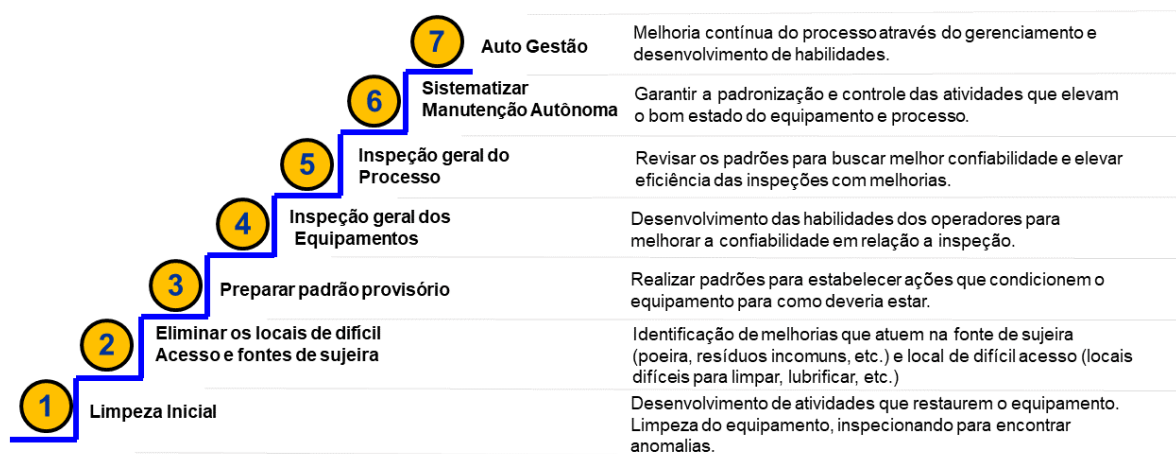 7
Auto Gestão
Melhoria contínua do processo através do gerenciamento e
desenvolvimento de habilidades.
6
Sistematizar
Manutenção Autônoma
Garantir a padronização e controle das atividades que elevam
o bom estado do equipamento e processo.
5
Inspeção geral do
Processo
Revisar os padrões para buscar melhor confiabilidade e elevar
eficiência das inspeções com melhorias.
4
Inspeção geral dos
Equipamentos
Desenvolvimento das habilidades dos operadores para
melhorar a confiabilidade em relação a inspeção.
3
Preparar padrão provisório
Realizar padrões para estabelecer ações que condicionem o
equipamento para como deveria estar.
2
Eliminar os locais de difícil
Acesso e fontes de sujeira
Identificação de melhorias que atuem na fonte de sujeira
(poeira, resíduos incomuns, etc.) e local de difícil acesso (locais
difíceis para limpar, lubrificar, etc.)
1
Limpeza Inicial
Desenvolvimento de atividades que restaurem o equipamento.
Limpeza do equipamento, inspecionando para encontrar
anomalias.